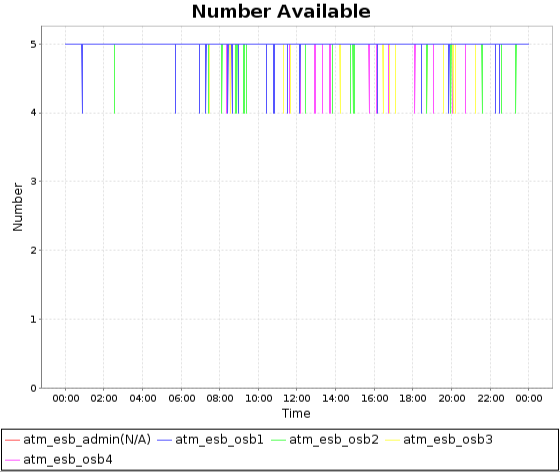 Number Available
5
4
3
2
1
0
Number
00:00 02:00 04:00 06:00 08:00 10:00 12:00 14:00 16:00 18:00 20:00 22:00 00:00
Time
atm_esb_admin(N/A) atm_esb_osb1 atm_esb_osb2 atm_esb_osb3
atm_esb_osb4